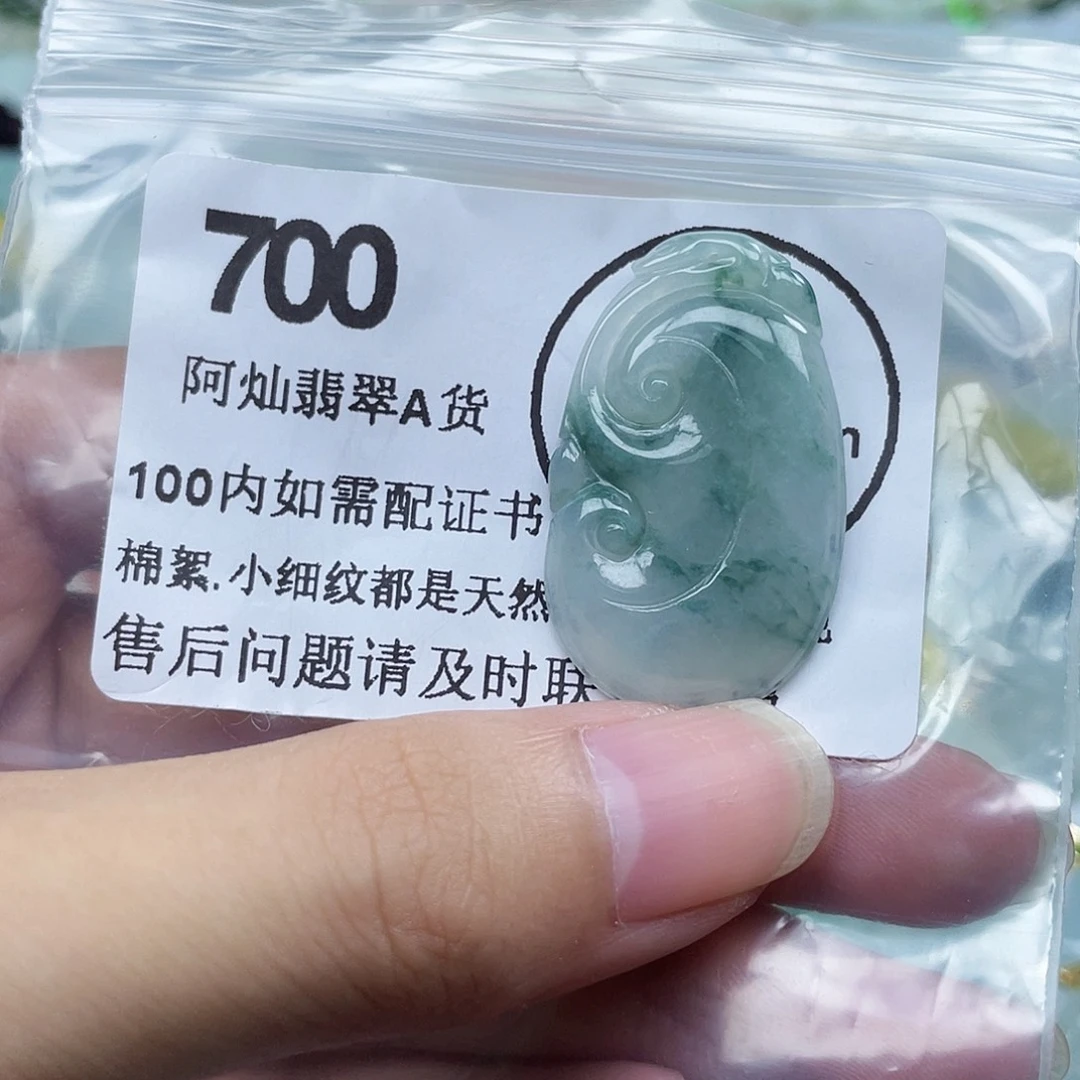 700
阿灿翡翠A货
100内如需配证书
棉絮.小细纹都是天然
售后问题请及时联